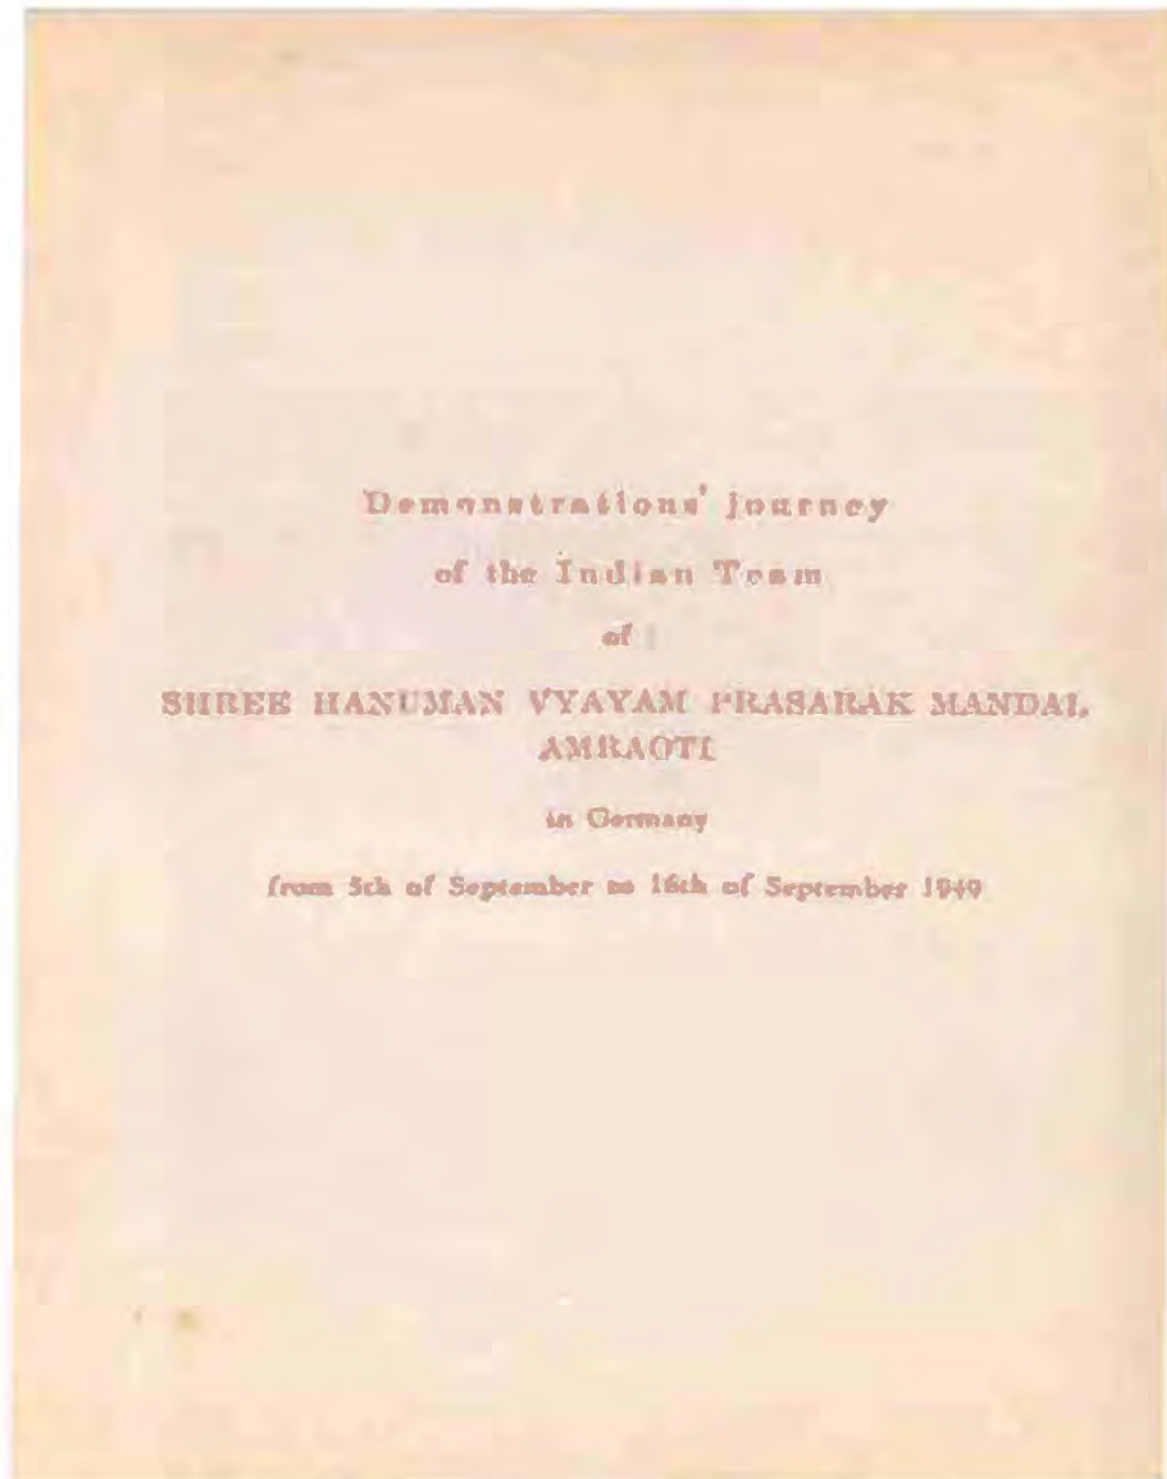 Demonstrations' journey
of the Indian Team
of
SHREE HANUMAN VYAYAM PRASARAK MANDAL
AMRAOTI
in Germany
from 5th of September to 16th of September 1949